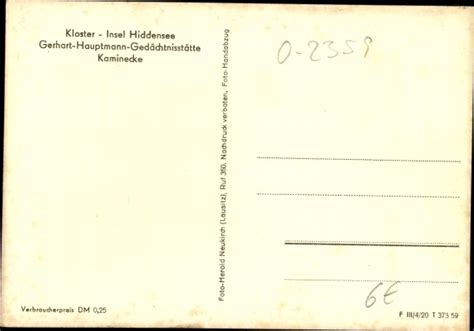 Kloster - Insel Hiddensee
Gerhart-Hauptmann-Gedächtnisstätte
Kaminecke
0-2359
Foto-Herold Neukirch (Lausitz), Ruf 360. Nachdruck verboten. Foto-Handabzug
6€
Verbraucherpreis DM 0,25
F III/4/20 T 373 59